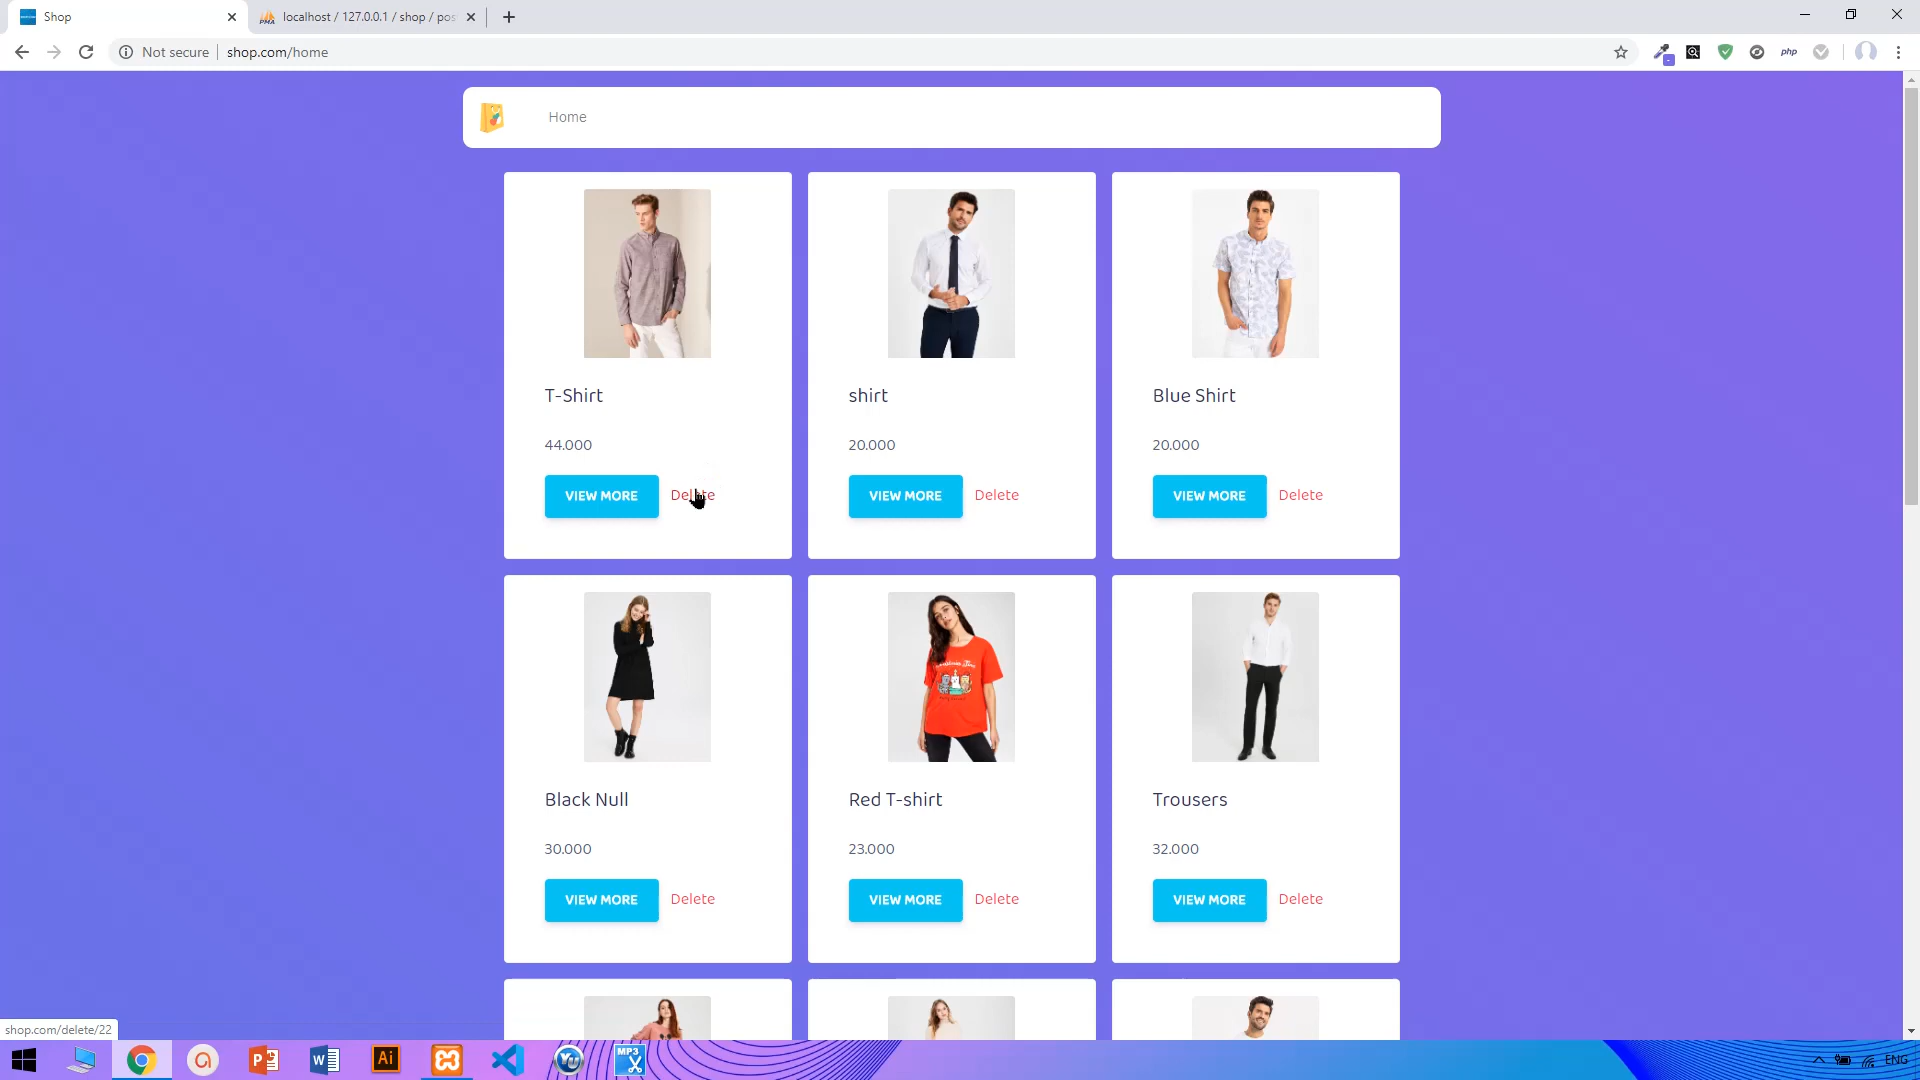 Shop
localhost / 127.0.0.1 / shop / pos
Not secure
shop.com/home
php
Home
T-Shirt
shirt
Blue Shirt
44.000
20.000
20.000
VIEW MORE
Delete
VIEW MORE
Delete
VIEW MORE
Delete
Black Null
Red T-shirt
Trousers
30.000
23.000
32.000
VIEW MORE
Delete
VIEW MORE
Delete
VIEW MORE
Delete
shop.com/delete/22
MP3
ENG